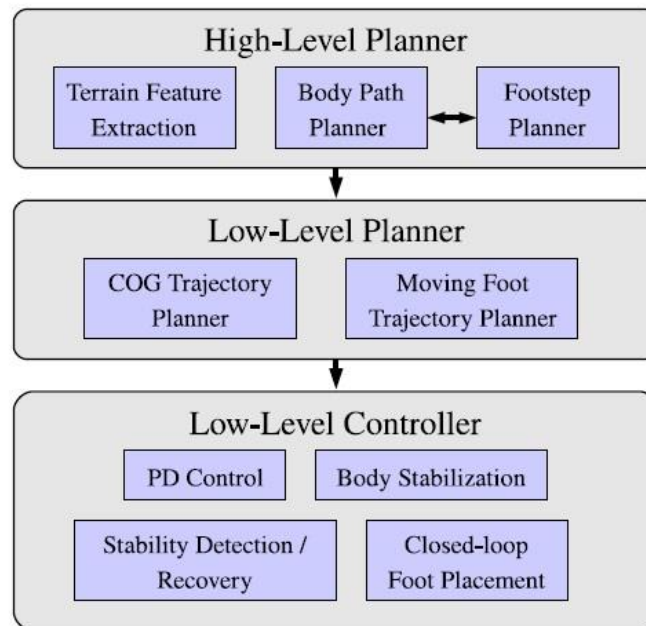 High-Level Planner
Terrain Feature
Extraction
Body Path
Planner
Footstep
Planner
Low-Level Planner
COG Trajectory
Planner
Moving Foot
Trajectory Planner
Low-Level Controller
PD Control
Body Stabilization
Stability Detection /
Recovery
Closed-loop
Foot Placement